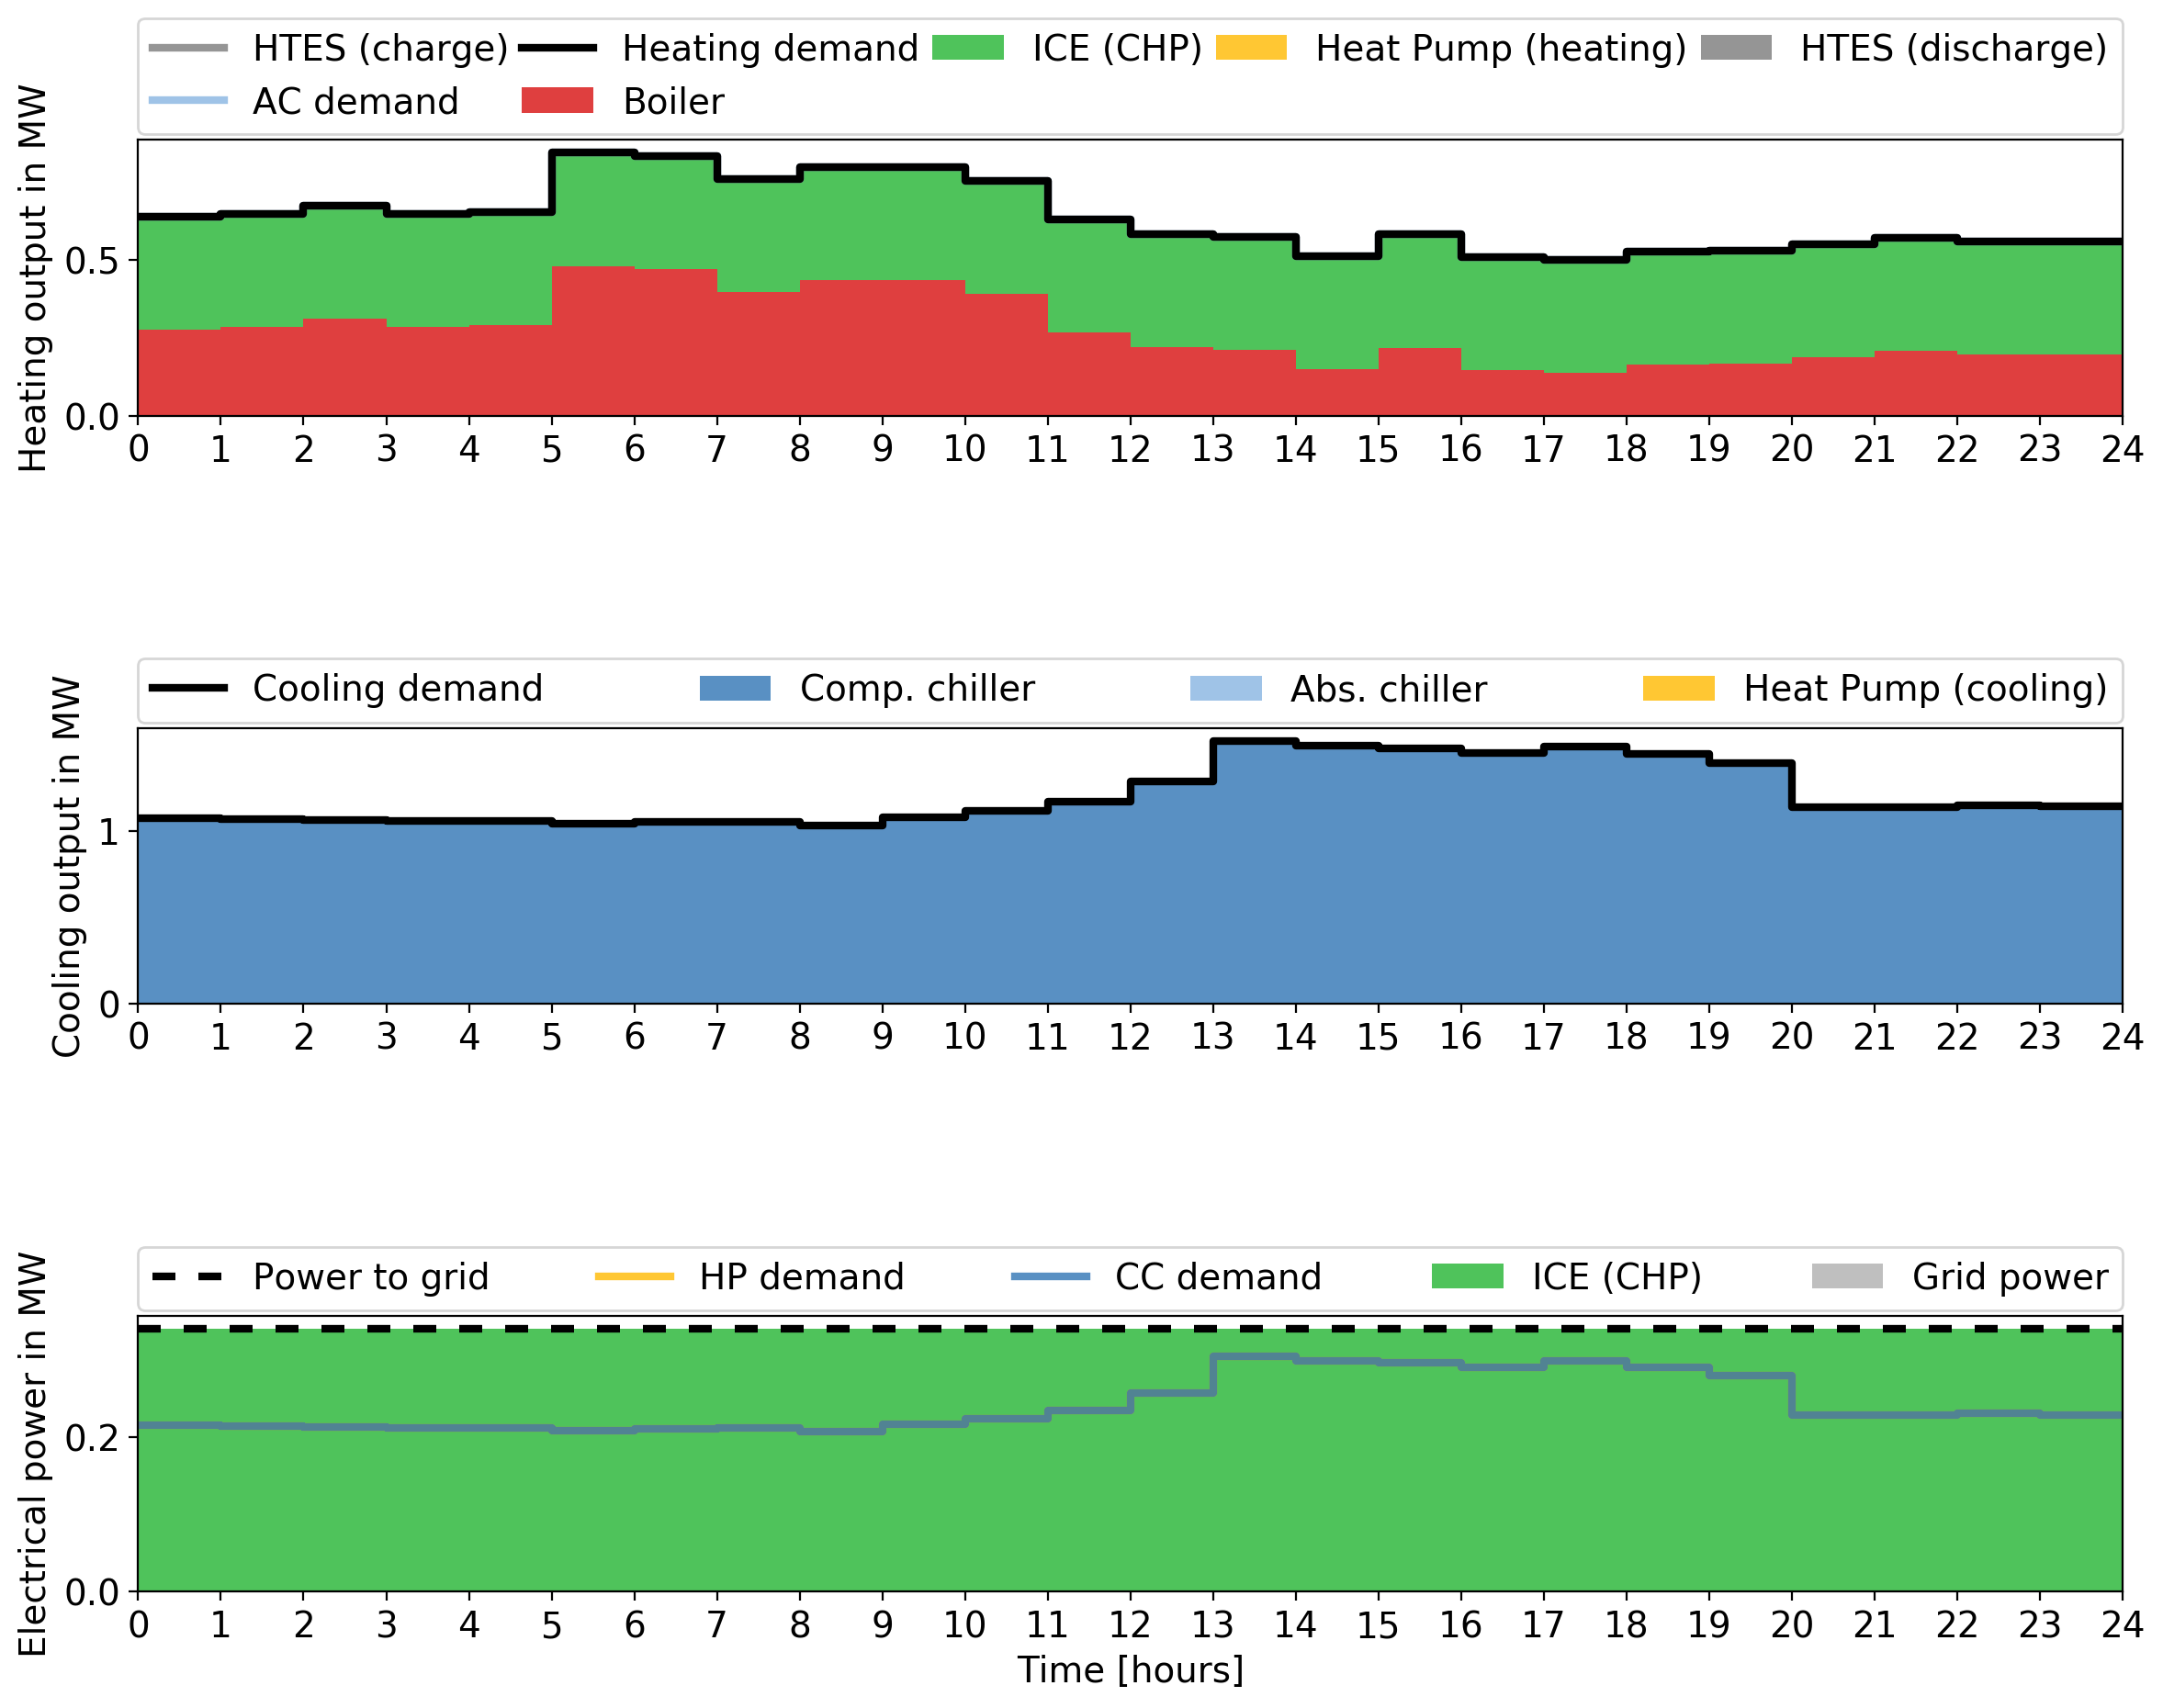 HTES (charge) Heating demand ICE (CHP) Heat Pump (heating) HTES (discharge)
AC demand Boiler
Heating output in MW
0.5
0.0
0 1 2 3 4 5 6 7 8 9 10 11 12 13 14 15 16 17 18 19 20 21 22 23 24
Cooling demand Comp. chiller Abs. chiller Heat Pump (cooling)
Cooling output in MW
1
0
0 1 2 3 4 5 6 7 8 9 10 11 12 13 14 15 16 17 18 19 20 21 22 23 24
Power to grid HP demand CC demand ICE (CHP) Grid power
Electrical power in MW
0.2
0.0
0 1 2 3 4 5 6 7 8 9 10 11 12 13 14 15 16 17 18 19 20 21 22 23 24
Time [hours]